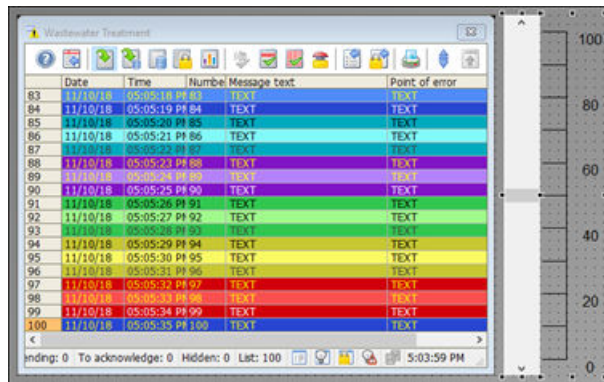 Wastewater Treatment
Date Time Numbe Message text Point of error
83 11/10/18 05:05:18 PM 83 TEXT TEXT
84 11/10/18 05:05:19 PM 84 TEXT TEXT
85 11/10/18 05:05:20 PM 85 TEXT TEXT
86 11/10/18 05:05:21 PM 86 TEXT TEXT
87 11/10/18 05:05:22 PM 87 TEXT TEXT
88 11/10/18 05:05:23 PM 88 TEXT TEXT
89 11/10/18 05:05:24 PM 89 TEXT TEXT
90 11/10/18 05:05:25 PM 90 TEXT TEXT
91 11/10/18 05:05:26 PM 91 TEXT TEXT
92 11/10/18 05:05:27 PM 92 TEXT TEXT
93 11/10/18 05:05:28 PM 93 TEXT TEXT
94 11/10/18 05:05:29 PM 94 TEXT TEXT
95 11/10/18 05:05:30 PM 95 TEXT TEXT
96 11/10/18 05:05:31 PM 96 TEXT TEXT
97 11/10/18 05:05:32 PM 97 TEXT TEXT
98 11/10/18 05:05:33 PM 98 TEXT TEXT
99 11/10/18 05:05:34 PM 99 TEXT TEXT
100 11/10/18 05:05:35 PM 100 TEXT TEXT
ending: 0 To acknowledge: 0 Hidden: 0 List: 100 5:03:59 PM
100
80
60
40
20
0